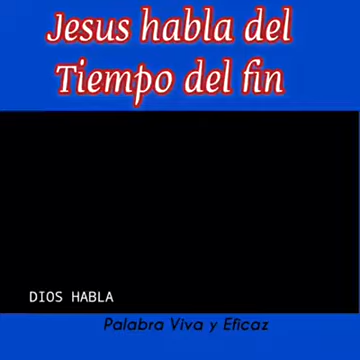 Jesus habla del
Tiempo del fin
DIOS HABLA
Palabra Viva y Eficaz